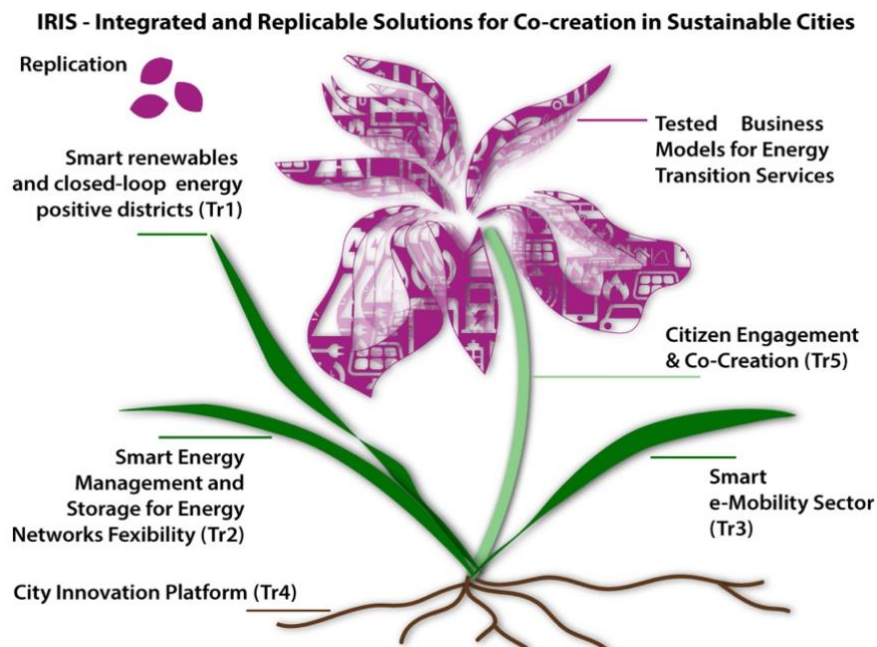 IRIS - Integrated and Replicable Solutions for Co-creation in Sustainable Cities
Replication
Smart renewables
and closed-loop energy
positive districts (Tr1)
Tested Business
Models for Energy
Transition Services
Citizen Engagement
& Co-Creation (Tr5)
Smart Energy
Management and
Storage for Energy
Networks Fexibility (Tr2)
Smart
e-Mobility Sector
(Tr3)
City Innovation Platform (Tr4)